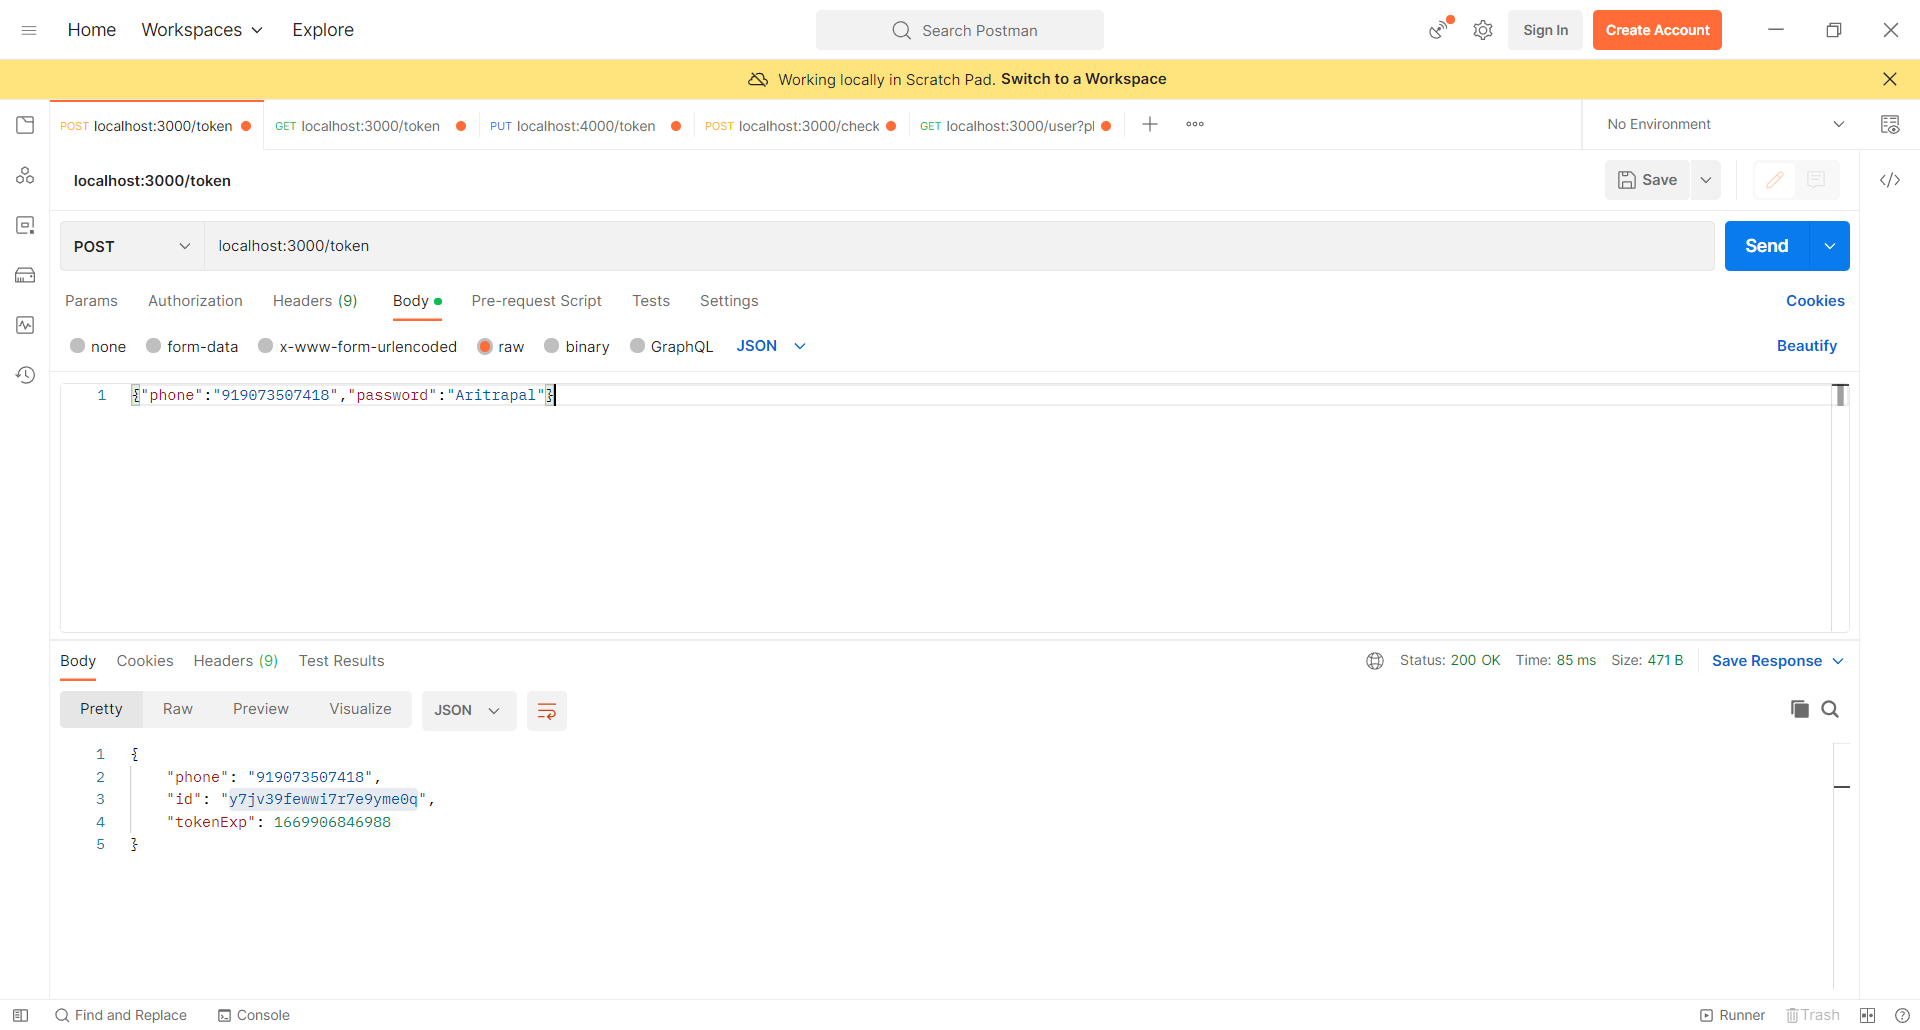 Home Workspaces Explore Search Postman Sign In Create Account
Working locally in Scratch Pad. Switch to a Workspace
POST localhost:3000/token GET localhost:3000/token PUT localhost:4000/token POST localhost:3000/check GET localhost:3000/user?pl No Environment
localhost:3000/token Save
POST localhost:3000/token Send
Params Authorization Headers (9) Body Pre-request Script Tests Settings Cookies
none form-data x-www-form-urlencoded raw binary GraphQL JSON Beautify
1 {"phone":"919073507418","password":"Aritrapal"}
Body Cookies Headers (9) Test Results Status: 200 OK Time: 85 ms Size: 471 B Save Response
Pretty Raw Preview Visualize JSON
1 {
2 "phone": "919073507418",
3 "id": "y7jv39fewwi7r7e9yme0q",
4 "tokenExp": 1669906846988
5 }
Find and Replace Console Runner Trash